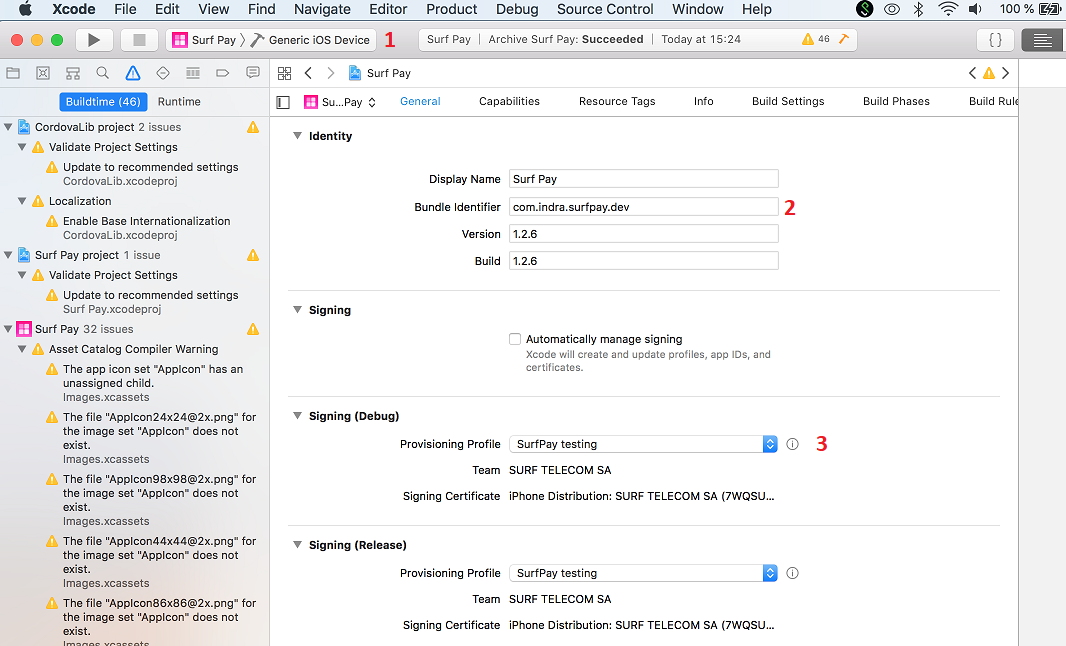 Xcode File Edit View Find Navigate Editor Product Debug Source Control Window Help 100 %
Surf Pay Generic iOS Device 1 Surf Pay | Archive Surf Pay: Succeeded | Today at 15:24 46 { }
Surf Pay
Buildtime (46) Runtime
Su...Pay General Capabilities Resource Tags Info Build Settings Build Phases Build Rule
CordovaLib project 2 issues
Validate Project Settings
Update to recommended settings
CordovaLib.xcodeproj
Localization
Enable Base Internationalization
CordovaLib.xcodeproj
Surf Pay project 1 issue
Validate Project Settings
Update to recommended settings
Surf Pay.xcodeproj
Surf Pay 32 issues
Asset Catalog Compiler Warning
The app icon set "AppIcon" has an
unassigned child.
Images.xcassets
The file "AppIcon24x24@2x.png" for
the image set "AppIcon" does not
exist.
Images.xcassets
The file "AppIcon98x98@2x.png" for
the image set "AppIcon" does not
exist.
Images.xcassets
The file "AppIcon44x44@2x.png" for
the image set "AppIcon" does not
exist.
Images.xcassets
The file "AppIcon86x86@2x.png" for
the image set "AppIcon" does not
exist.
Images.xcassets
Identity
Display Name Surf Pay
Bundle Identifier com.indra.surfpay.dev 2
Version 1.2.6
Build 1.2.6
Signing
Automatically manage signing
Xcode will create and update profiles, app IDs, and
certificates.
Signing (Debug)
Provisioning Profile SurfPay testing 3
Team SURF TELECOM SA
Signing Certificate iPhone Distribution: SURF TELECOM SA (7WQSU...
Signing (Release)
Provisioning Profile SurfPay testing
Team SURF TELECOM SA
Signing Certificate iPhone Distribution: SURF TELECOM SA (7WQSU...